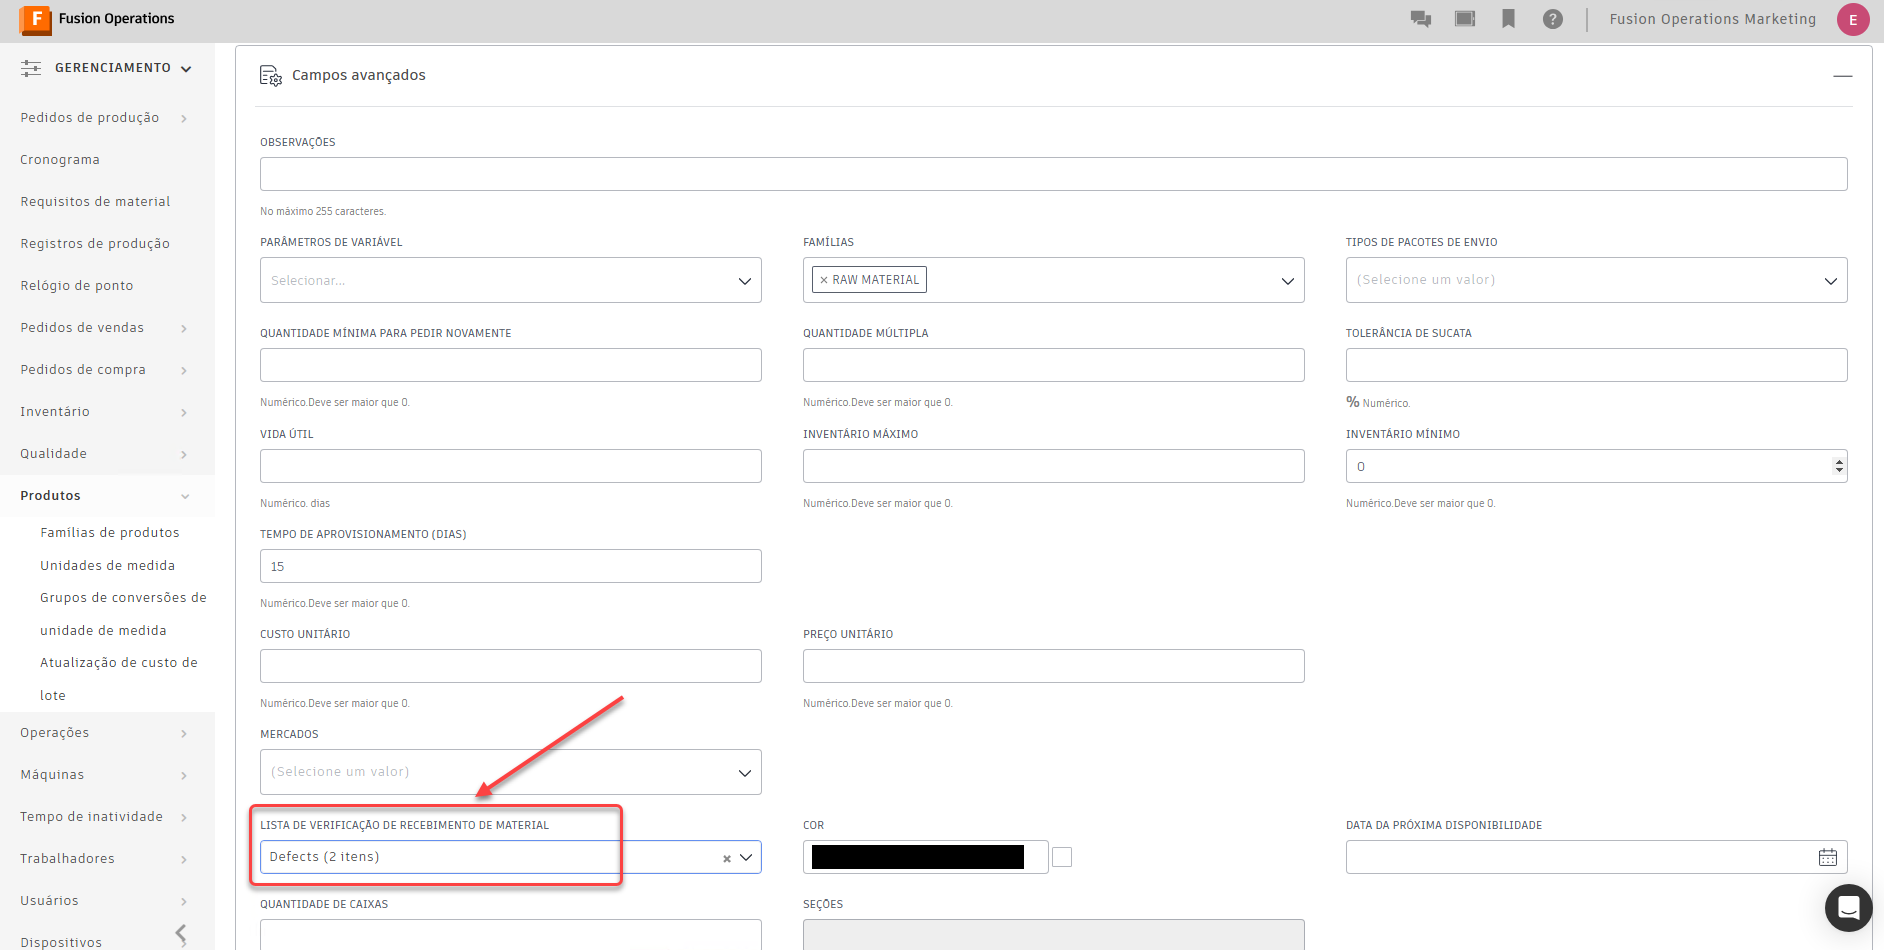 F Fusion Operations
Fusion Operations Marketing
E
GERENCIAMENTO
Pedidos de produção
Cronograma
Requisitos de material
Registros de produção
Relógio de ponto
Pedidos de vendas
Pedidos de compra
Inventário
Qualidade
Produtos
Famílias de produtos
Unidades de medida
Grupos de conversões de
unidade de medida
Atualização de custo de
lote
Operações
Máquinas
Tempo de inatividade
Trabalhadores
Usuários
Dispositivos
Campos avançados
OBSERVAÇÕES
No máximo 255 caracteres.
PARÂMETROS DE VARIÁVEL
Selecionar...
FAMÍLIAS
× RAW MATERIAL
TIPOS DE PACOTES DE ENVIO
(Selecione um valor)
QUANTIDADE MÍNIMA PARA PEDIR NOVAMENTE
Numérico.Deve ser maior que 0.
QUANTIDADE MÚLTIPLA
Numérico.Deve ser maior que 0.
TOLERÂNCIA DE SUCATA
% Numérico.
VIDA ÚTIL
Numérico. dias
INVENTÁRIO MÁXIMO
Numérico.Deve ser maior que 0.
INVENTÁRIO MÍNIMO
0
Numérico.Deve ser maior que 0.
TEMPO DE APROVISIONAMENTO (DIAS)
15
Numérico.Deve ser maior que 0.
CUSTO UNITÁRIO
Numérico.Deve ser maior que 0.
PREÇO UNITÁRIO
Numérico.Deve ser maior que 0.
MERCADOS
(Selecione um valor)
LISTA DE VERIFICAÇÃO DE RECEBIMENTO DE MATERIAL
Defects (2 itens) ×
COR
DATA DA PRÓXIMA DISPONIBILIDADE
QUANTIDADE DE CAIXAS
SEÇÕES